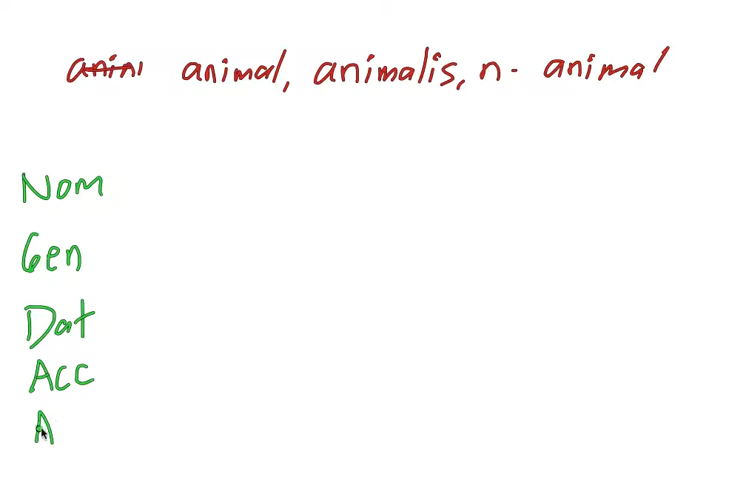 animal, animalis, n. animal
Nom
Gen
Dat
Acc
A